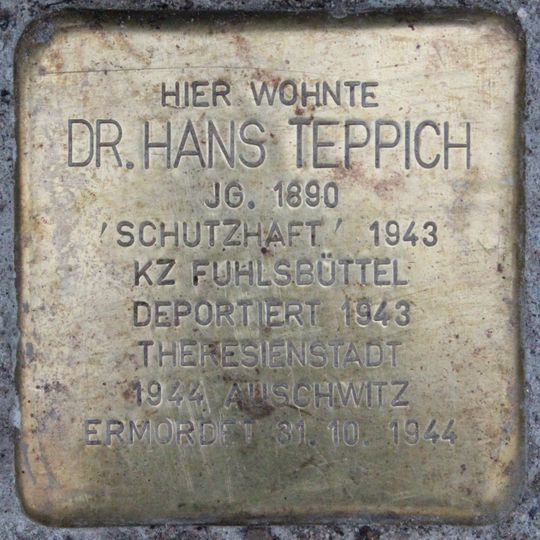 HIER WOHNTE
DR. HANS TEPPICH
JG. 1890
'SCHUTZHAFT' 1943
KZ FUHLSBÜTTEL
DEPORTIERT 1943
THERESIENSTADT
1944 AUSCHWITZ
ERMORDET 31.10.1944